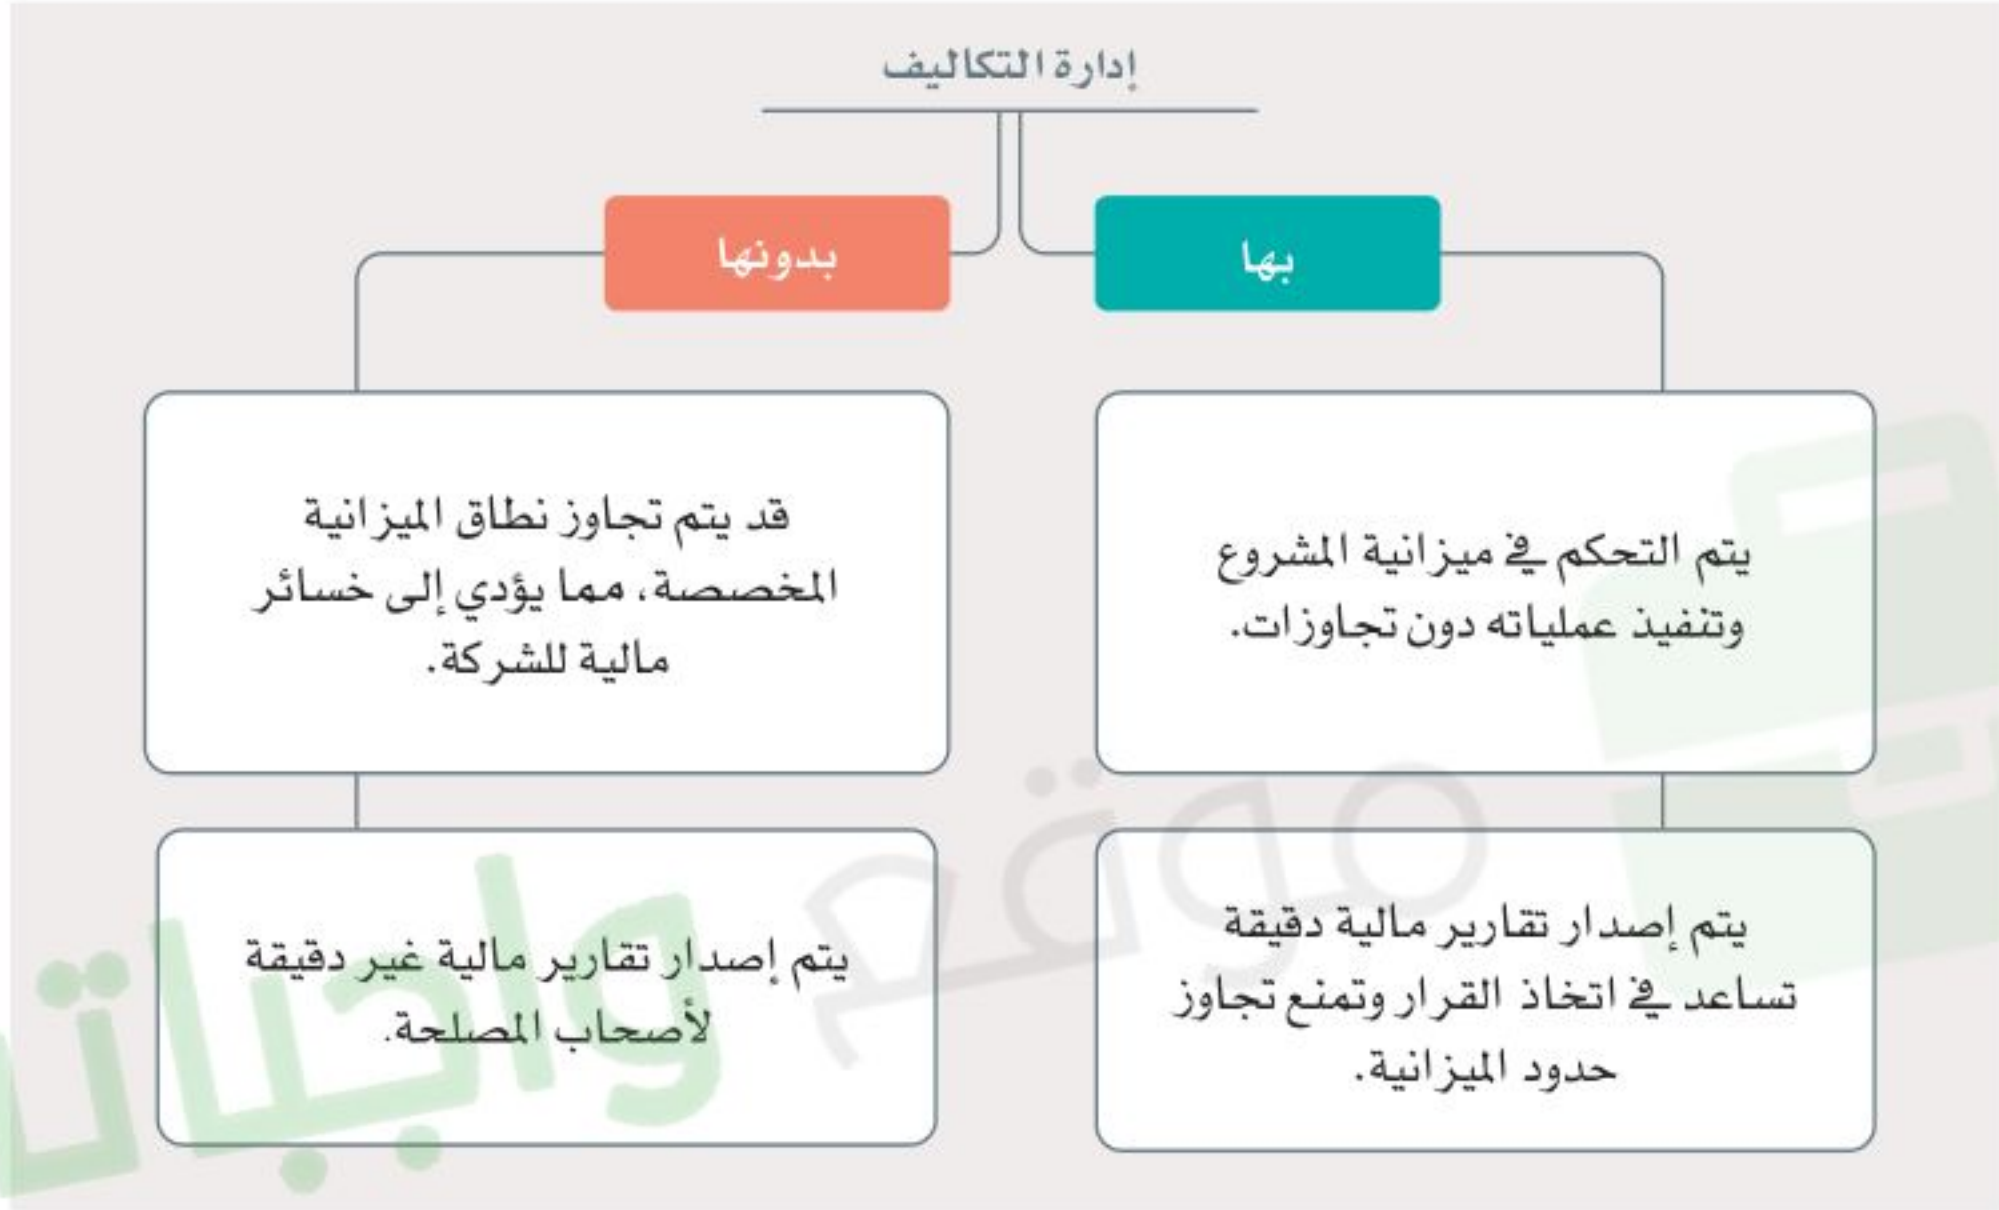 إدارة التكاليف
بها
بدونها
يتم التحكم في ميزانية المشروع
وتنفيذ عملياته دون تجاوزات.
قد يتم تجاوز نطاق الميزانية
المخصصة، مما يؤدي إلى خسائر
مالية للشركة.
يتم إصدار تقارير مالية دقيقة
تساعد في اتخاذ القرار وتمنع تجاوز
حدود الميزانية.
يتم إصدار تقارير مالية غير دقيقة
لأصحاب المصلحة.
موقع
واجباتي